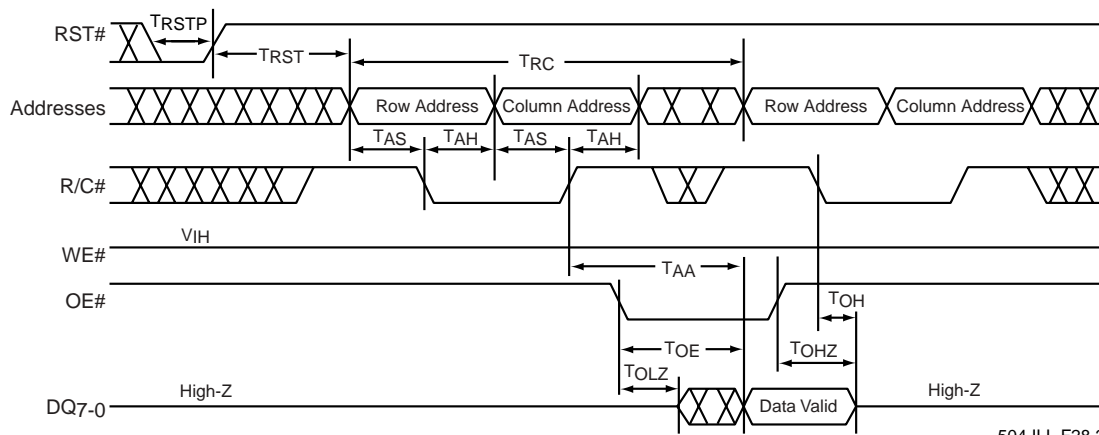 RST#
TRSTP
TRST
TRC
Addresses
Row Address
Column Address
Row Address
Column Address
TAS
TAH
TAS
TAH
R/C#
VIH
WE#
TAA
OE#
TOH
TOE
TOHZ
TOLZ
High-Z
DQ7-0
Data Valid
High-Z